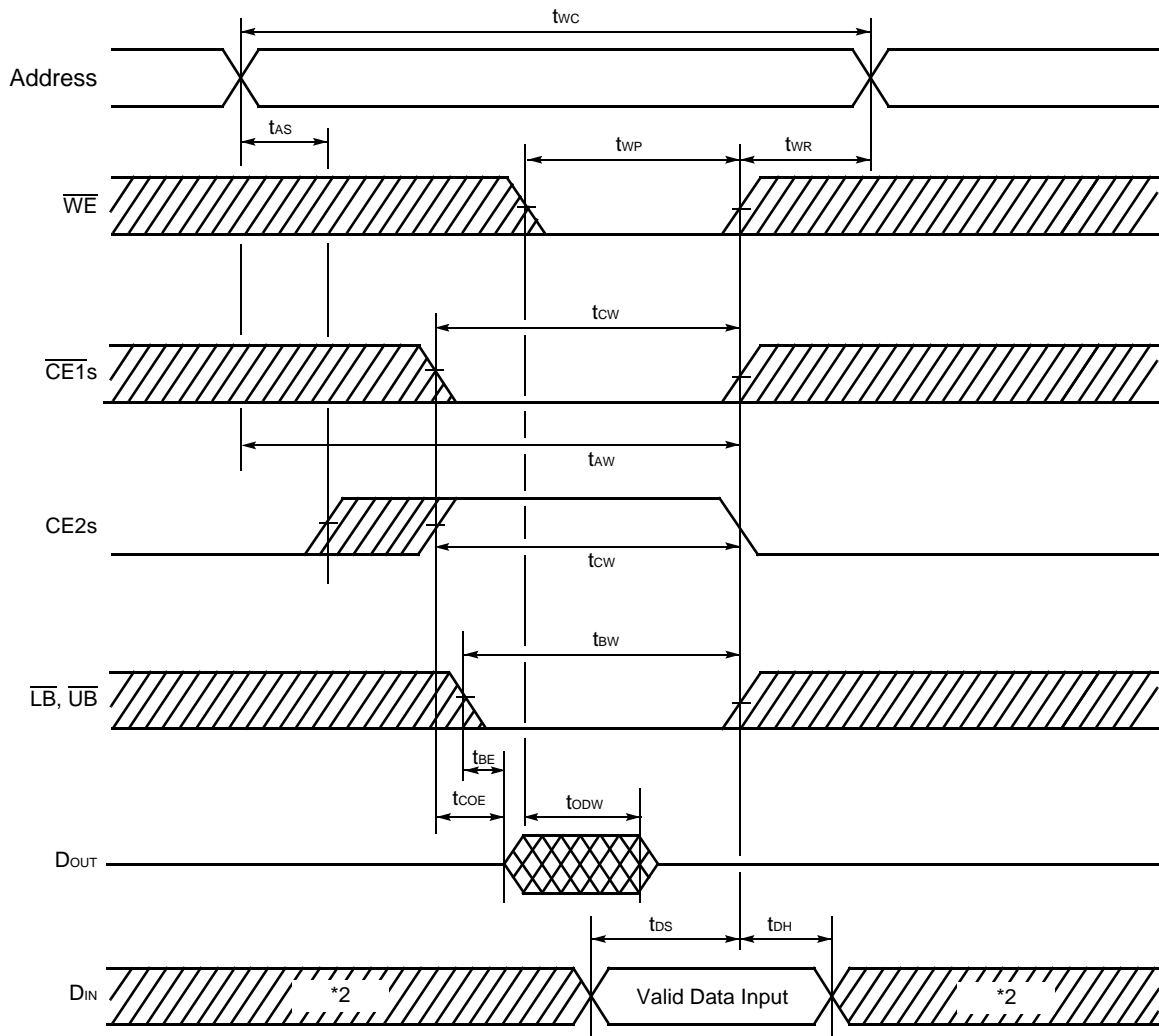 tWC
Address
tAS
tWP
tWR
WE
tCW
CE1s
tAW
CE2s
tCW
tBW
LB, UB
tBE
tCOE
tODW
DOUT
tDS
tDH
DIN
*2
Valid Data Input
*2